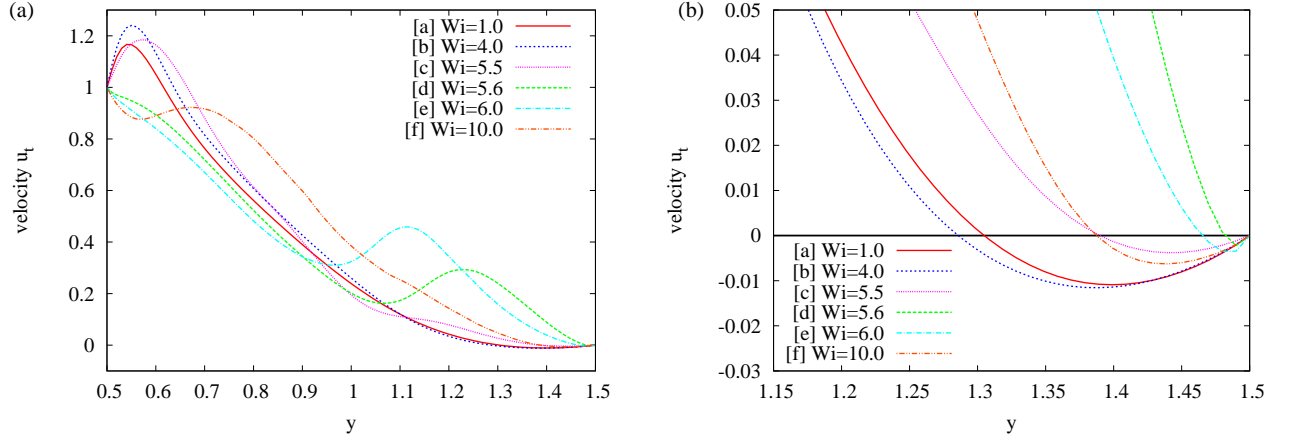 (a)
velocity u_t
1.2
1
0.8
0.6
0.4
0.2
0
[a] Wi=1.0
[b] Wi=4.0
[c] Wi=5.5
[d] Wi=5.6
[e] Wi=6.0
[f] Wi=10.0
0.5 0.6 0.7 0.8 0.9 1 1.1 1.2 1.3 1.4 1.5
y
(b)
velocity u_t
0.05
0.04
0.03
0.02
0.01
0
-0.01
-0.02
-0.03
[a] Wi=1.0
[b] Wi=4.0
[c] Wi=5.5
[d] Wi=5.6
[e] Wi=6.0
[f] Wi=10.0
1.15 1.2 1.25 1.3 1.35 1.4 1.45 1.5
y